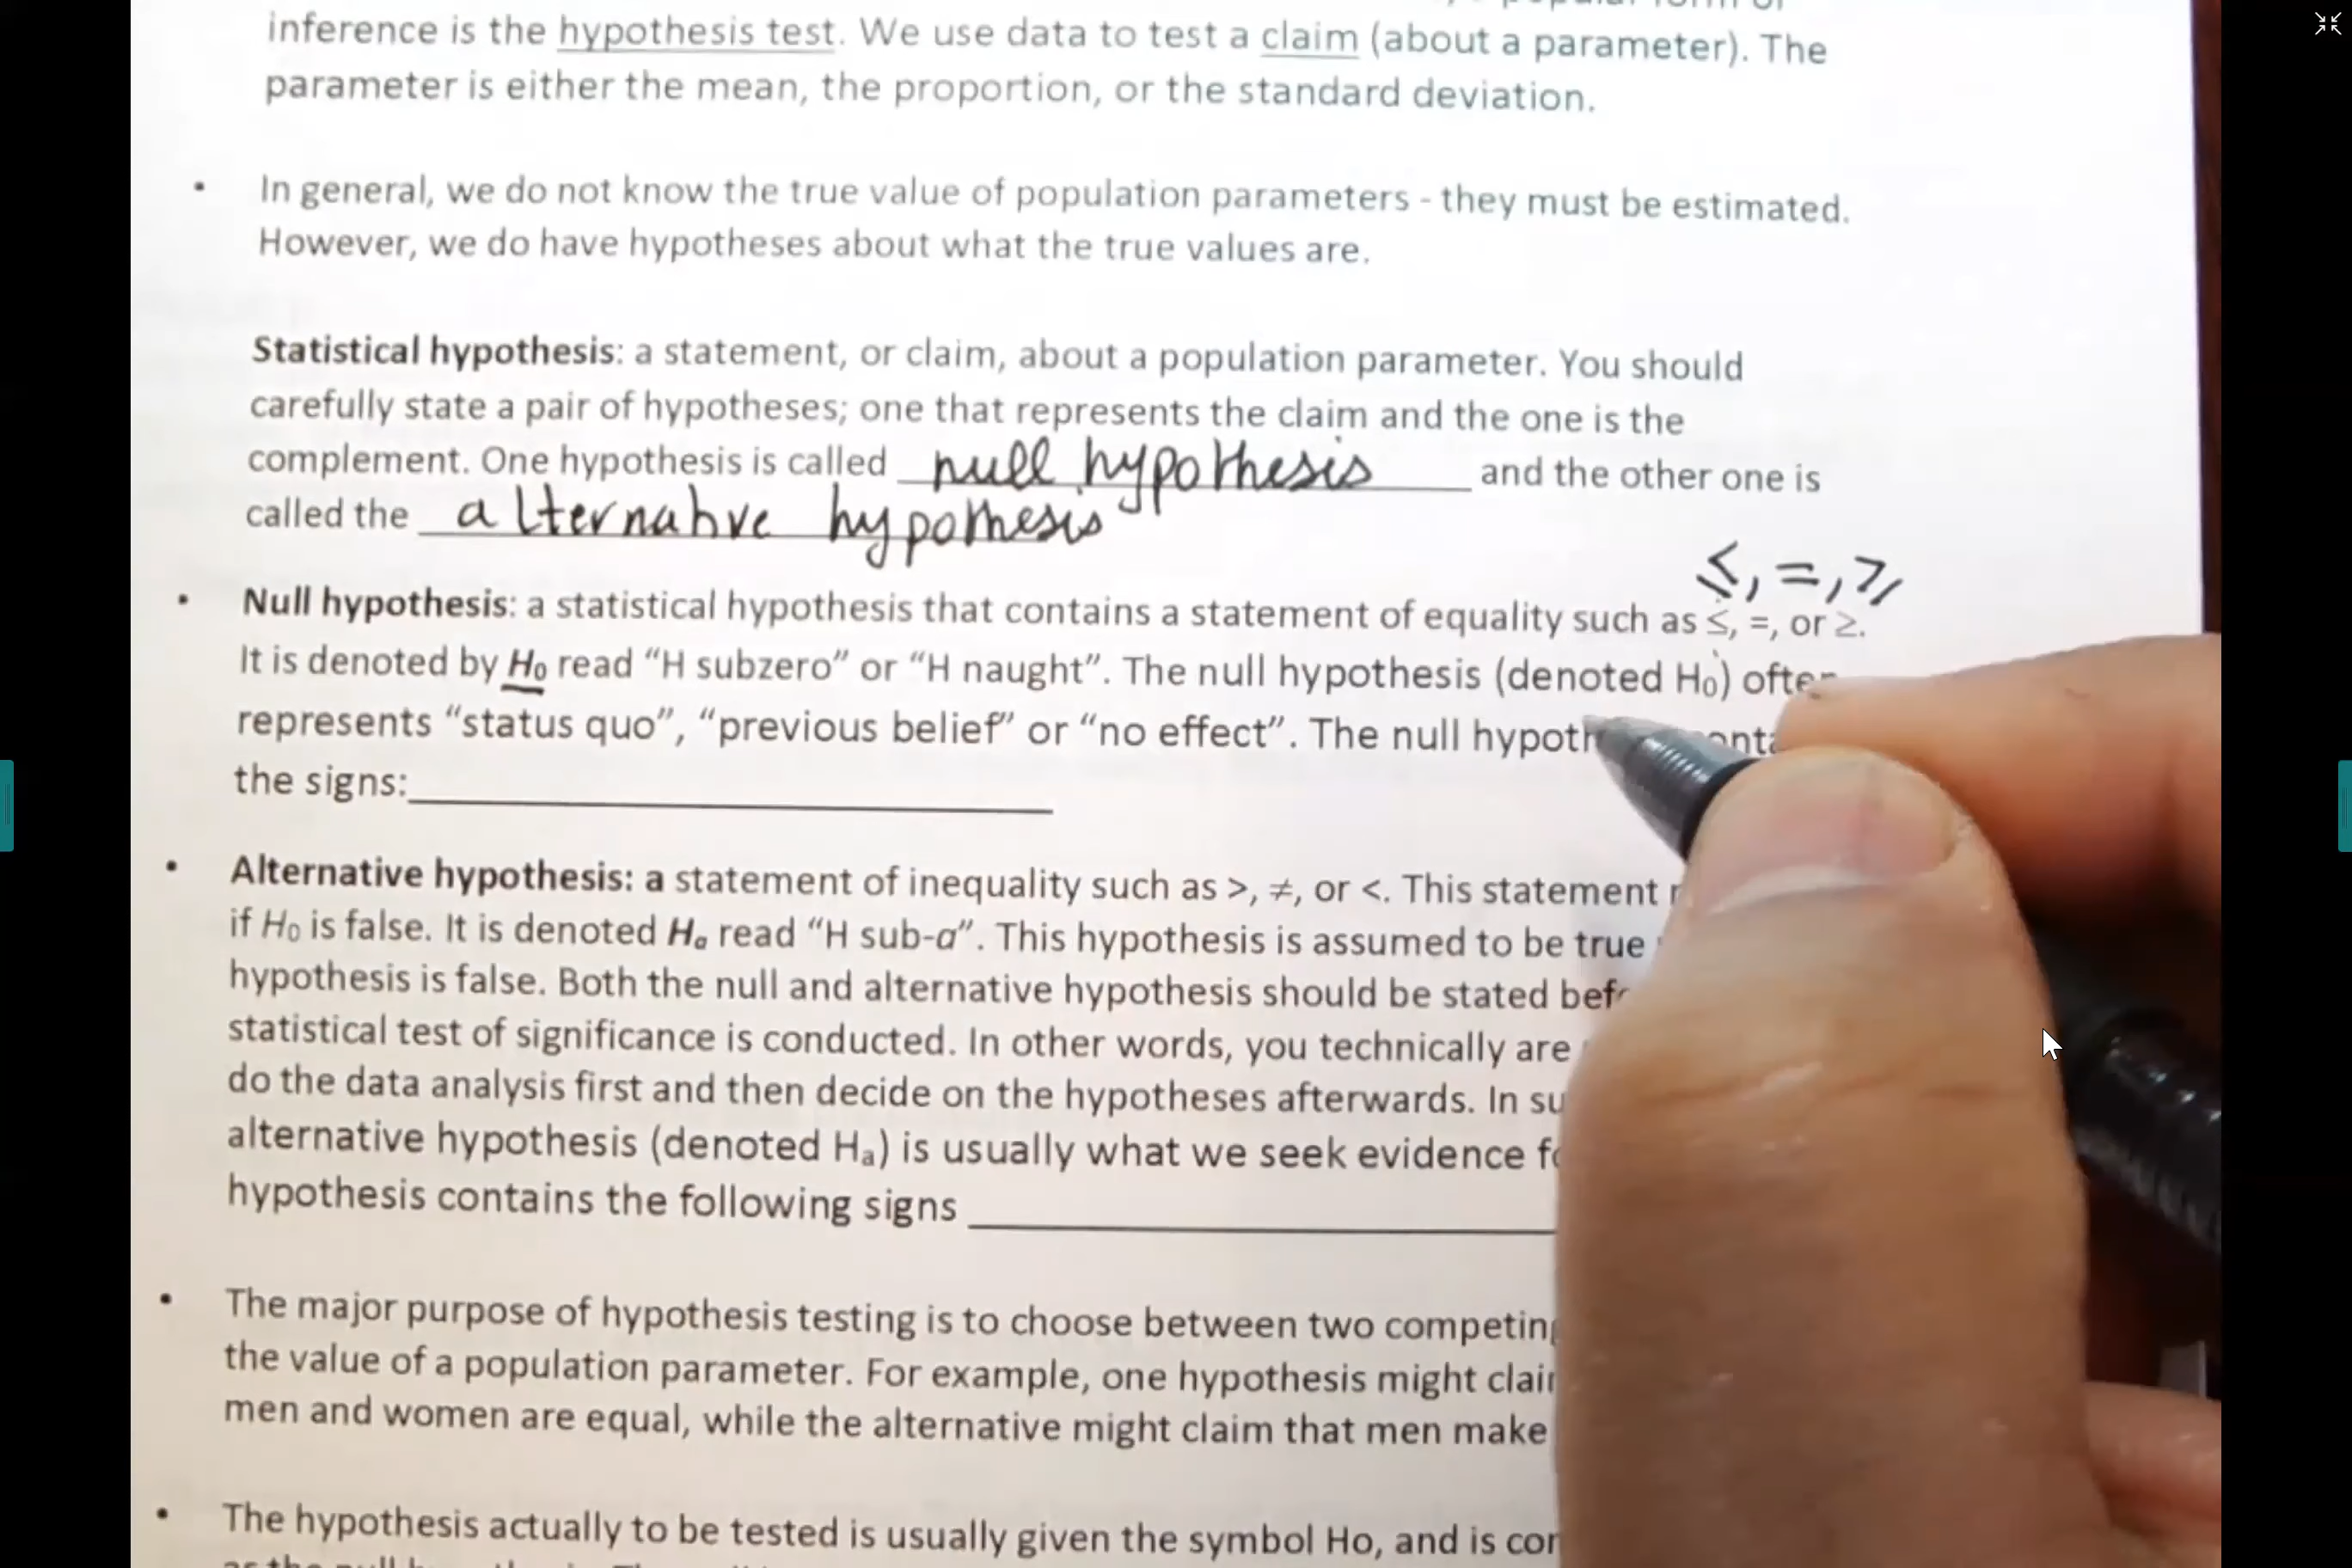 inference is the hypothesis test. We use data to test a claim (about a parameter). The
parameter is either the mean, the proportion, or the standard deviation.
• In general, we do not know the true value of population parameters - they must be estimated.
However, we do have hypotheses about what the true values are.
Statistical hypothesis: a statement, or claim, about a population parameter. You should
carefully state a pair of hypotheses; one that represents the claim and the one is the
complement. One hypothesis is called null hypothesis and the other one is
called the alternative hypothesis
≤, =, ≥
• Null hypothesis: a statistical hypothesis that contains a statement of equality such as ≤, =, or ≥.
It is denoted by H₀ read “H subzero” or “H naught”. The null hypothesis (denoted H₀) often
represents “status quo”, “previous belief” or “no effect”. The null
the signs:
• Alternative hypothesis: a statement of inequality such as >, ≠, or <. This statement
if H₀ is false. It is denoted Hₐ read “H sub-a”. This hypothesis is assumed to be true
hypothesis is false. Both the null and alternative hypothesis should be stated
statistical test of significance is conducted. In other words, you technically are
do the data analysis first and then decide on the hypotheses afterwards. In
alternative hypothesis (denoted Hₐ) is usually what we seek evidence
hypothesis contains the following signs
• The major purpose of hypothesis testing is to choose between two
the value of a population parameter. For example, one hypothesis might
men and women are equal, while the alternative might claim that men make
• The hypothesis actually to be tested is usually given the symbol Ho, and is